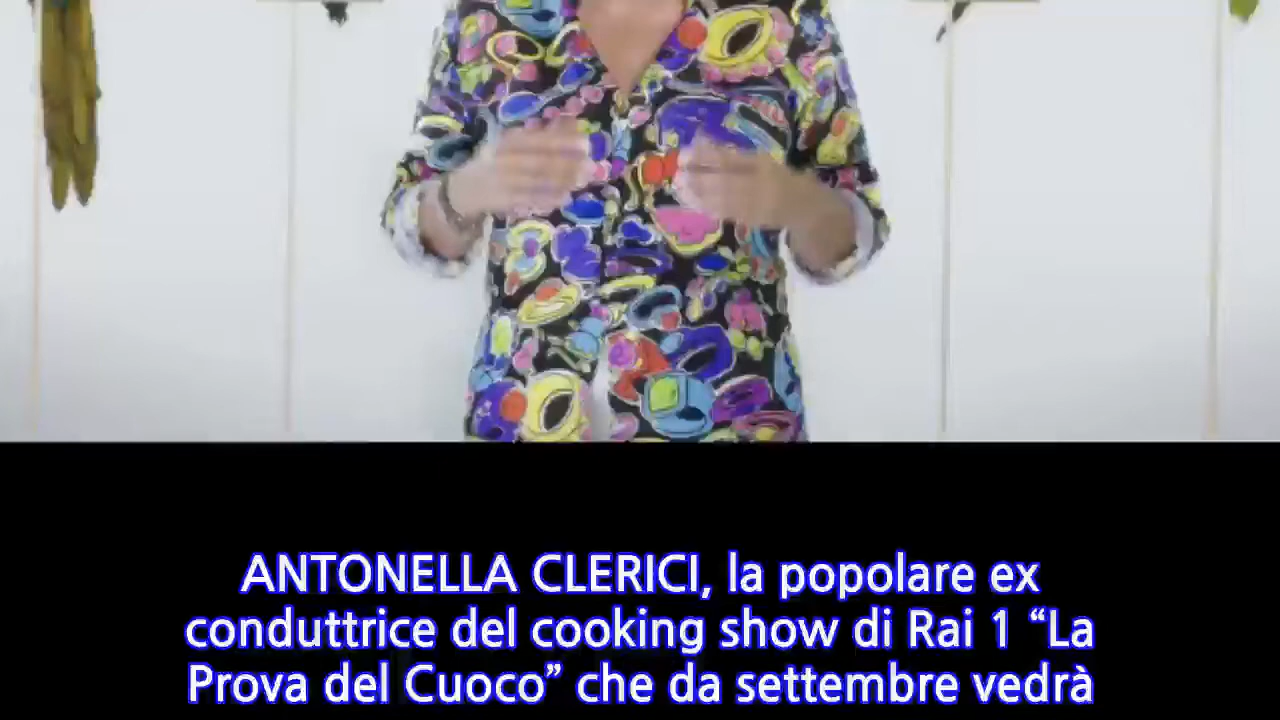 ANTONELLA CLERICI, la popolare ex
conduttrice del cooking show di Rai 1 “La
Prova del Cuoco” che da settembre vedrà